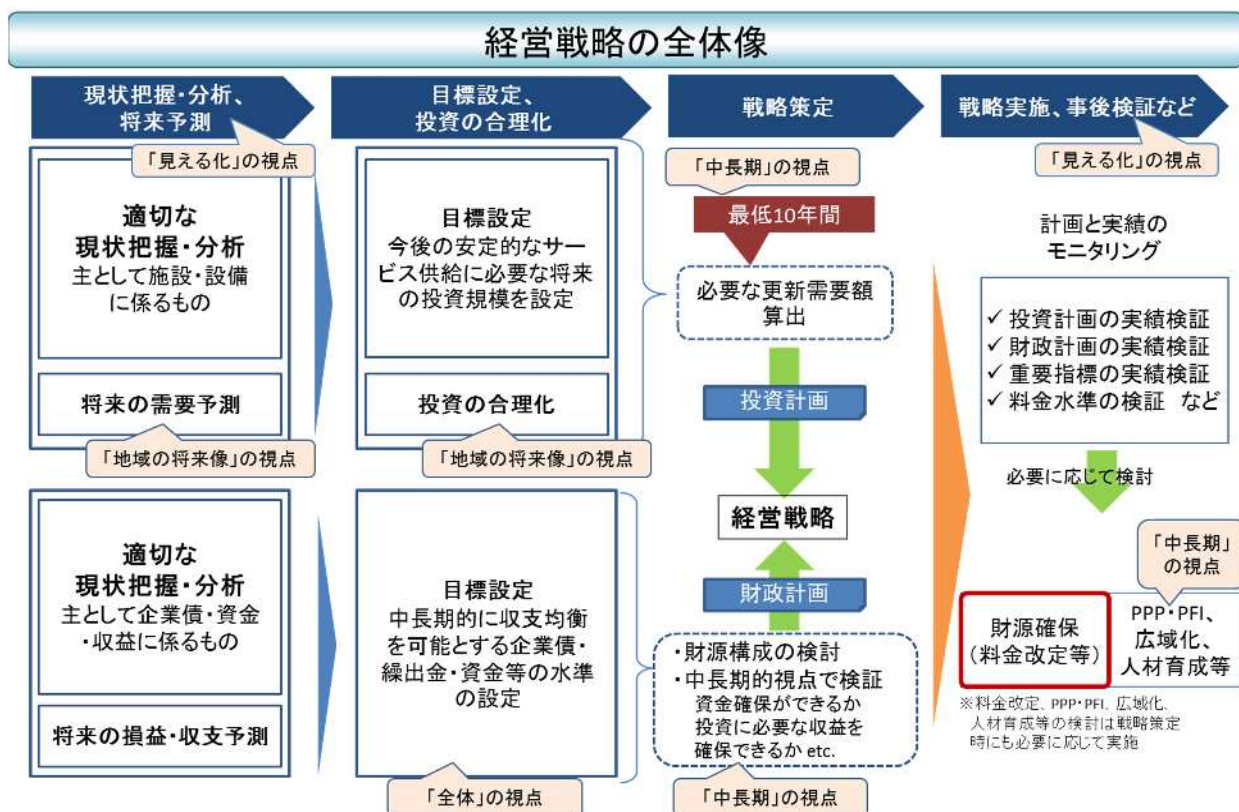 経営戦略の全体像
現状把握・分析、
将来予測
「見える化」の視点
適切な
現状把握・分析
主として施設・設備
に係るもの
将来の需要予測
「地域の将来像」の視点
適切な
現状把握・分析
主として企業債・資金
・収益に係るもの
将来の損益・収支予測
目標設定、
投資の合理化
目標設定
今後の安定的なサー
ビス供給に必要な将来
の投資規模を設定
投資の合理化
「地域の将来像」の視点
目標設定
中長期的に収支均衡
を可能とする企業債・
繰出金・資金等の水準
の設定
「全体」の視点
戦略策定
「中長期」の視点
最低10年間
必要な更新需要額
算出
投資計画
経営戦略
財政計画
・財源構成の検討
・中長期的視点で検証
資金確保ができるか
投資に必要な収益を
確保できるか etc.
「中長期」の視点
戦略実施、事後検証など
「見える化」の視点
計画と実績の
モニタリング
✓ 投資計画の実績検証
✓ 財政計画の実績検証
✓ 重要指標の実績検証
✓ 料金水準の検証 など
必要に応じて検討
「中長期」
の視点
財源確保
(料金改定等)
PPP・PFI、
広域化、
人材育成等
※料金改定、PPP・PFI、広域化、
人材育成等の検討は戦略策定
時にも必要に応じて実施